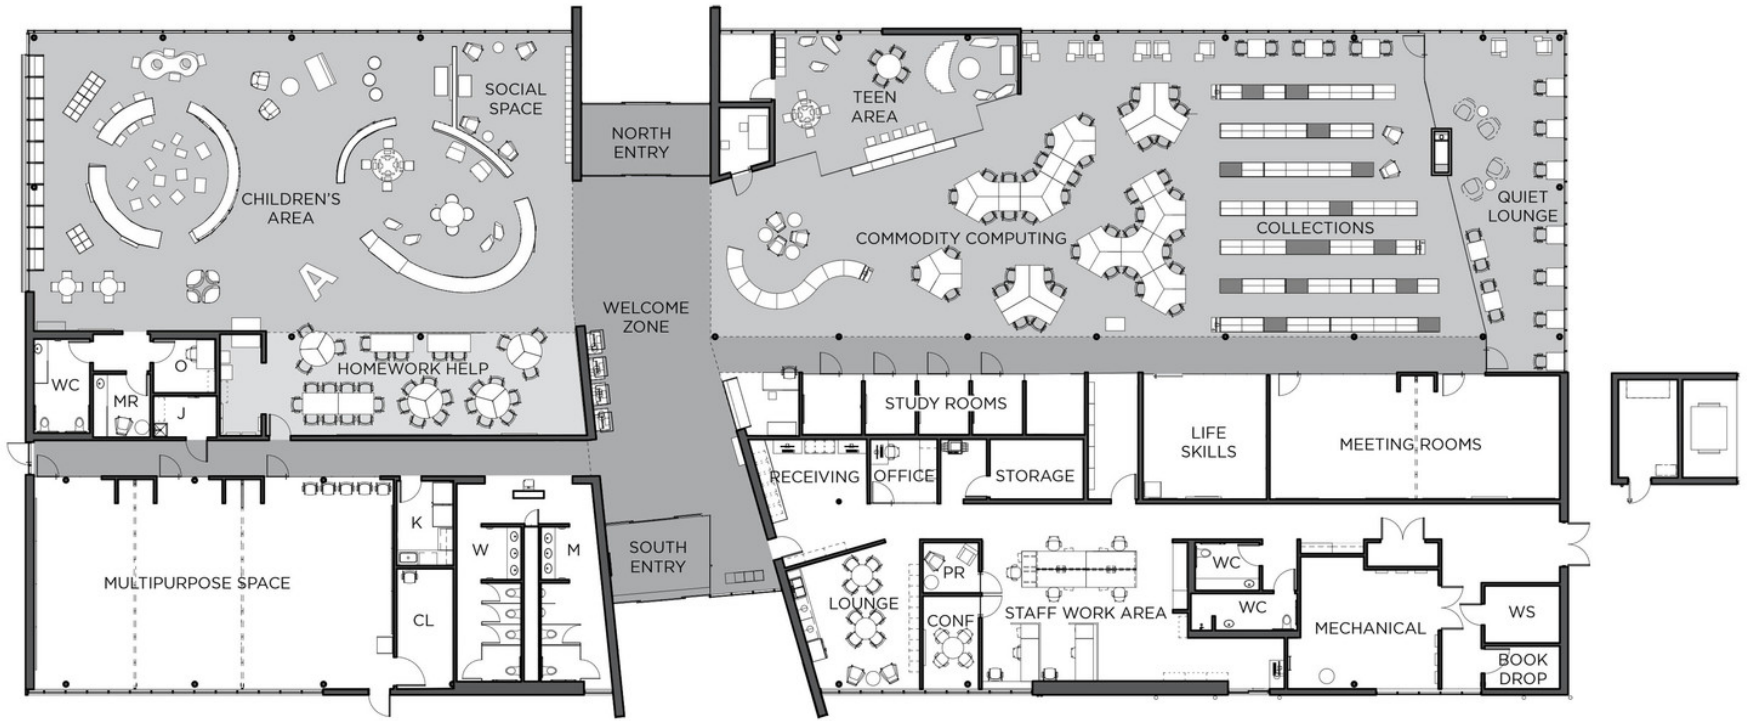 SOCIAL
SPACE
NORTH
ENTRY
TEEN
AREA
CHILDREN'S
AREA
QUIET
LOUNGE
COLLECTIONS
COMMODITY COMPUTING
WELCOME
ZONE
HOMEWORK HELP
WC
MR
O
J
STUDY ROOMS
LIFE
SKILLS
MEETING ROOMS
RECEIVING
OFFICE
STORAGE
K
W
M
SOUTH
ENTRY
MULTIPURPOSE SPACE
CL
LOUNGE
PR
CONF
STAFF WORK AREA
WC
WC
MECHANICAL
WS
BOOK
DROP